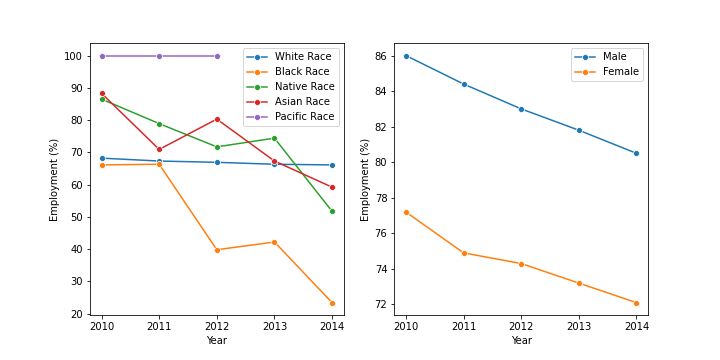 100
90
80
70
60
50
40
30
20
Employment (%)
2010
2011
2012
2013
2014
Year
White Race
Black Race
Native Race
Asian Race
Pacific Race
86
84
82
80
78
76
74
72
Employment (%)
2010
2011
2012
2013
2014
Year
Male
Female